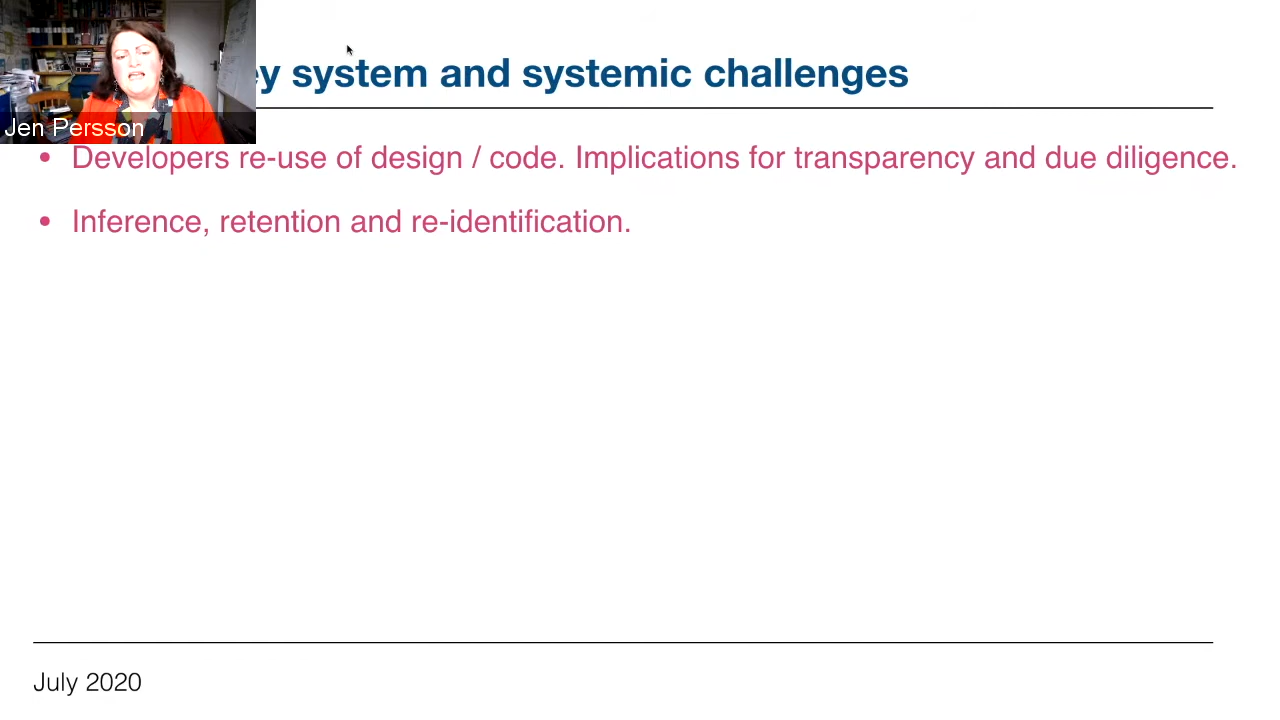 system and systemic challenges
Jen Persson
• Developers re-use of design / code. Implications for transparency and due diligence.
• Inference, retention and re-identification.
July 2020